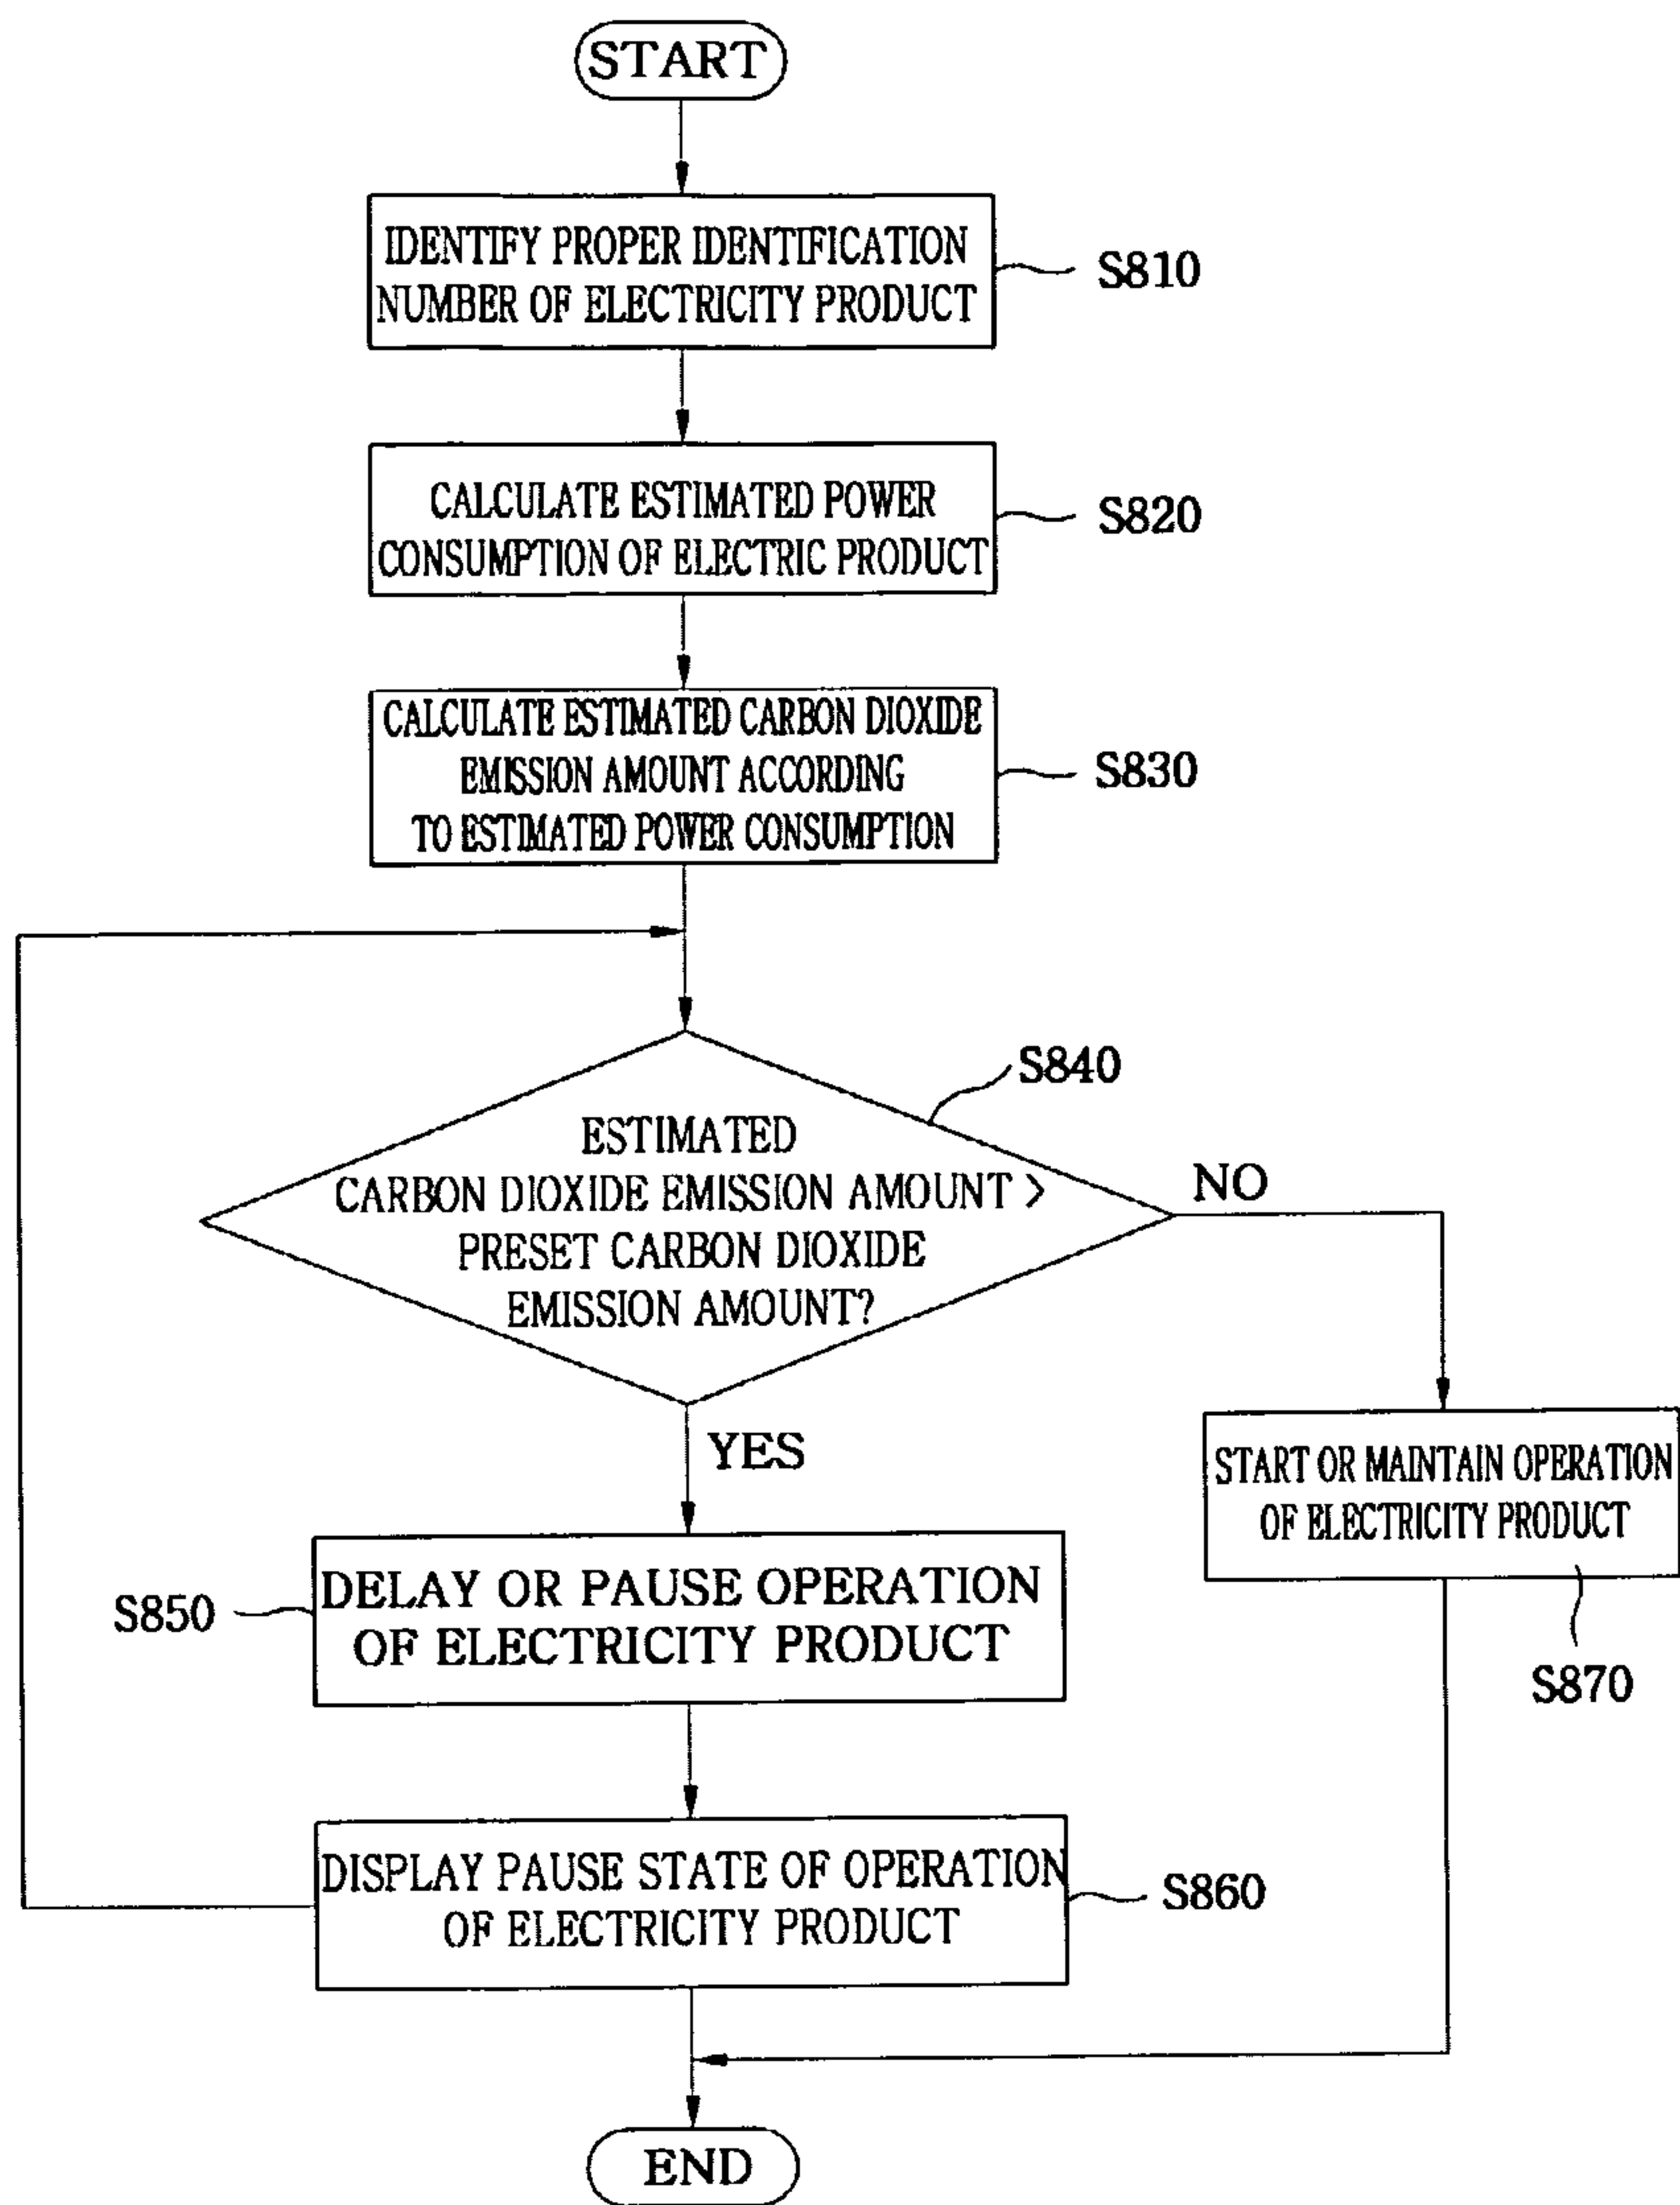 START
IDENTIFY PROPER IDENTIFICATION
NUMBER OF ELECTRICITY PRODUCT
S810
CALCULATE ESTIMATED POWER
CONSUMPTION OF ELECTRIC PRODUCT
S820
CALCULATE ESTIMATED CARBON DIOXIDE
EMISSION AMOUNT ACCORDING
TO ESTIMATED POWER CONSUMPTION
S830
S840
ESTIMATED
CARBON DIOXIDE EMISSION AMOUNT >
PRESET CARBON DIOXIDE
EMISSION AMOUNT?
NO
YES
START OR MAINTAIN OPERATION
OF ELECTRICITY PRODUCT
S870
DELAY OR PAUSE OPERATION
OF ELECTRICITY PRODUCT
S850
DISPLAY PAUSE STATE OF OPERATION
OF ELECTRICITY PRODUCT
S860
END